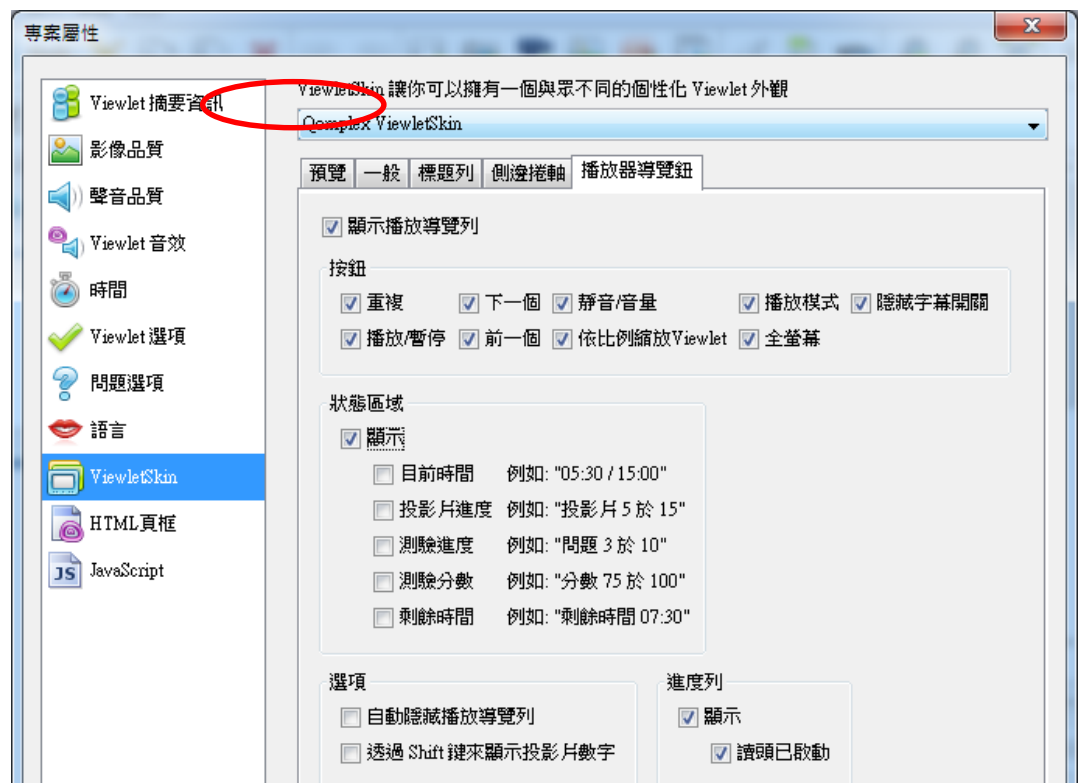 專案屬性
Viewlet 摘要資訊
影像品質
聲音品質
Viewlet 音效
時間
Viewlet 選項
問題選項
語言
ViewletSkin
HTML頁框
JS JavaScript
ViewletSkin 讓你可以擁有一個與眾不同的個性化 Viewlet 外觀
Qomplex ViewletSkin
預覽 一般 標題列 側邊捲軸 播放器導覽鈕
顯示播放導覽列
按鈕
重複 下一個 靜音/音量 播放模式 隱藏字幕開關
播放/暫停 前一個 依比例縮放Viewlet 全螢幕
狀態區域
顯示
目前時間 例如: "05:30 / 15:00"
投影片進度 例如: "投影片 5 於 15"
測驗進度 例如: "問題 3 於 10"
測驗分數 例如: "分數 75 於 100"
剩餘時間 例如: "剩餘時間 07:30"
選項
自動隱藏播放導覽列
透過 Shift 鍵來顯示投影片數字
進度列
顯示
讀頭已啟動